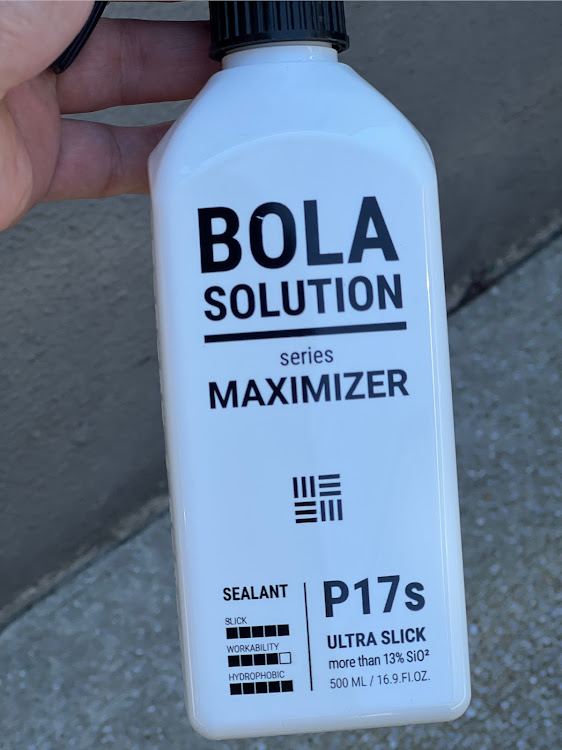 BOLA
SOLUTION
series
MAXIMIZER
SEALANT
SLICK
WORKABILITY
HYDROPHOBIC
P17s
ULTRA SLICK
more than 13% SiO²
500 ML / 16.9.FI.OZ.